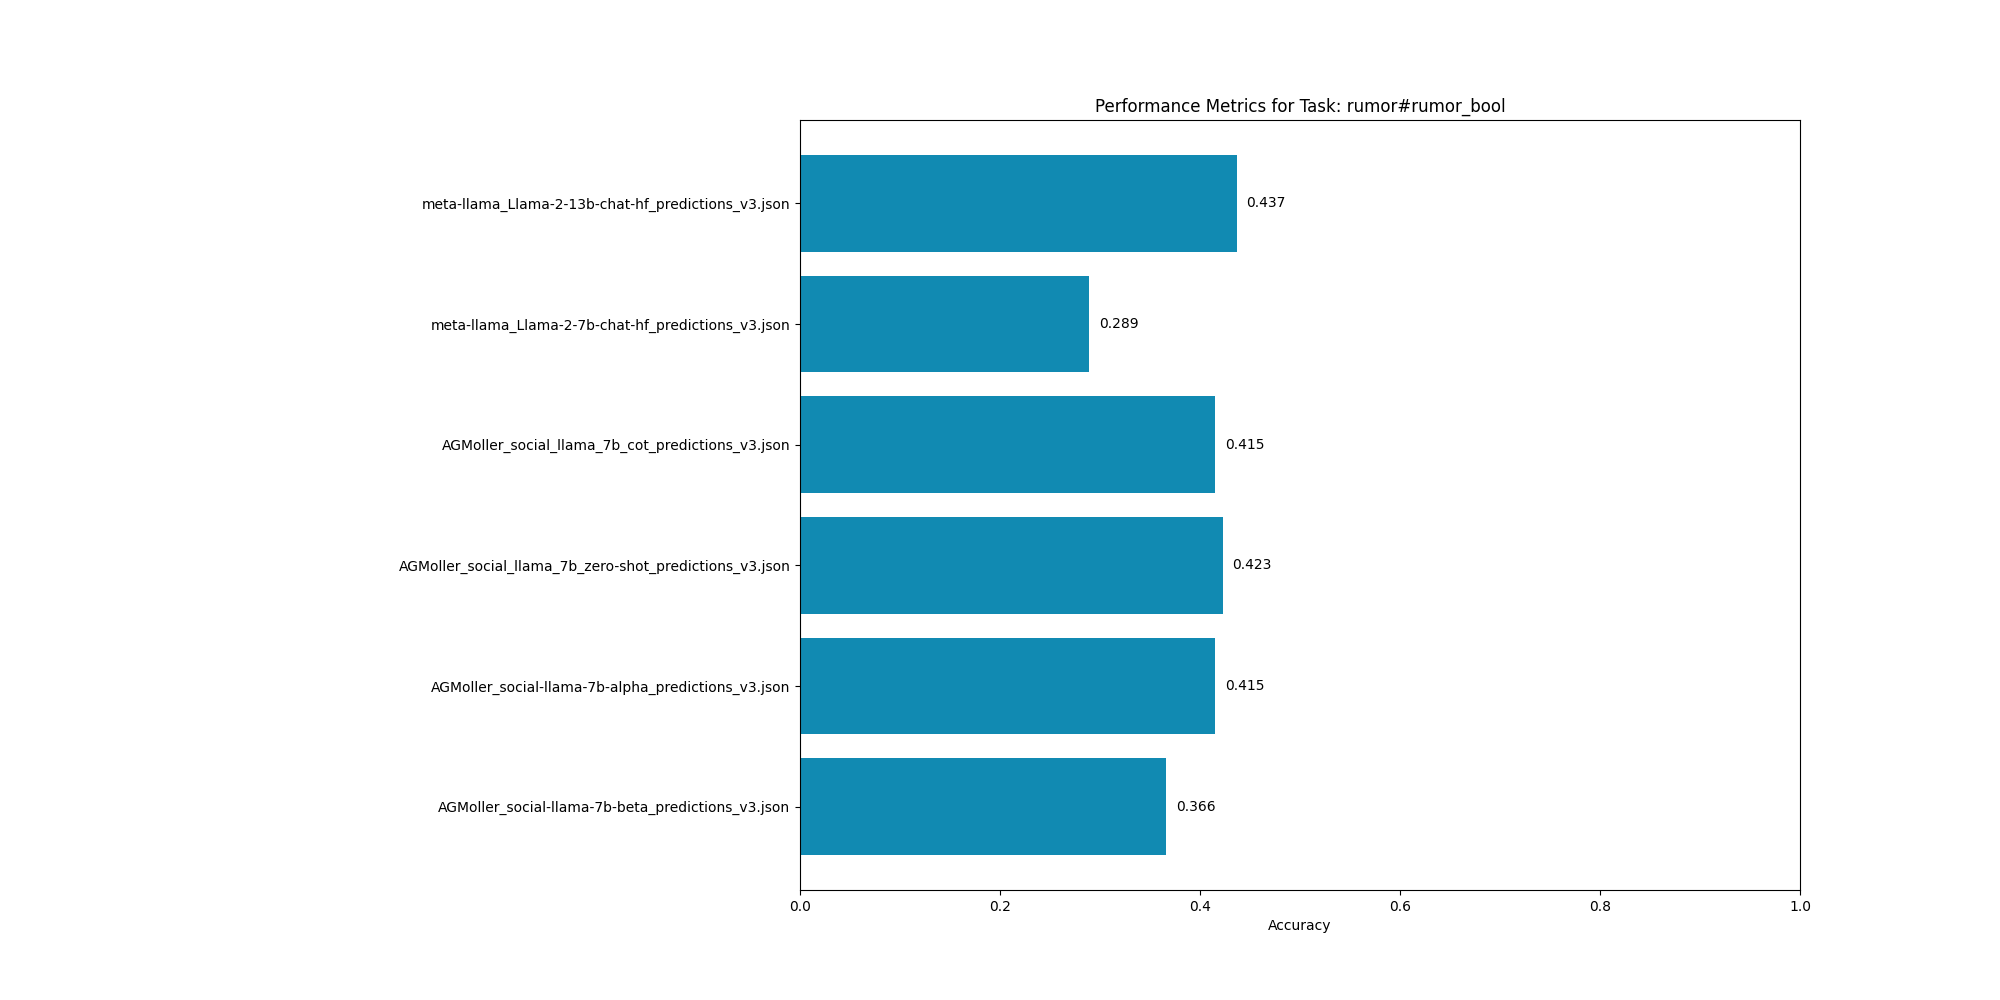 Performance Metrics for Task: rumor#rumor_bool
meta-llama_Llama-2-13b-chat-hf_predictions_v3.json
0.437
meta-llama_Llama-2-7b-chat-hf_predictions_v3.json
0.289
AGMoller_social_llama_7b_cot_predictions_v3.json
0.415
AGMoller_social_llama_7b_zero-shot_predictions_v3.json
0.423
AGMoller_social-llama-7b-alpha_predictions_v3.json
0.415
AGMoller_social-llama-7b-beta_predictions_v3.json
0.366
0.0 0.2 0.4 0.6 0.8 1.0
Accuracy